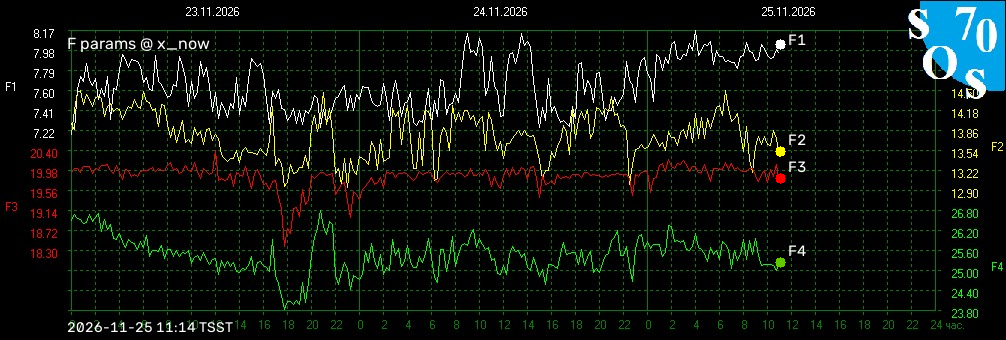 23.11.2026 24.11.2026 25.11.2026
SOS 70
F params @ x_now
F1
F2
F3
F4
F1
8.17
7.98
7.79
7.60
7.41
7.22
F3
20.40
19.98
19.56
19.14
18.72
18.30
14.50
14.18
13.86
13.54
13.22
12.90
F2
26.80
26.20
25.60
25.00
24.40
23.80
F4
2026-11-25 11:14 TSST
14 16 18 20 22 0 2 4 6 8 10 12 14 16 18 20 22 0 2 4 6 8 10 12 14 16 18 20 22 24 час.